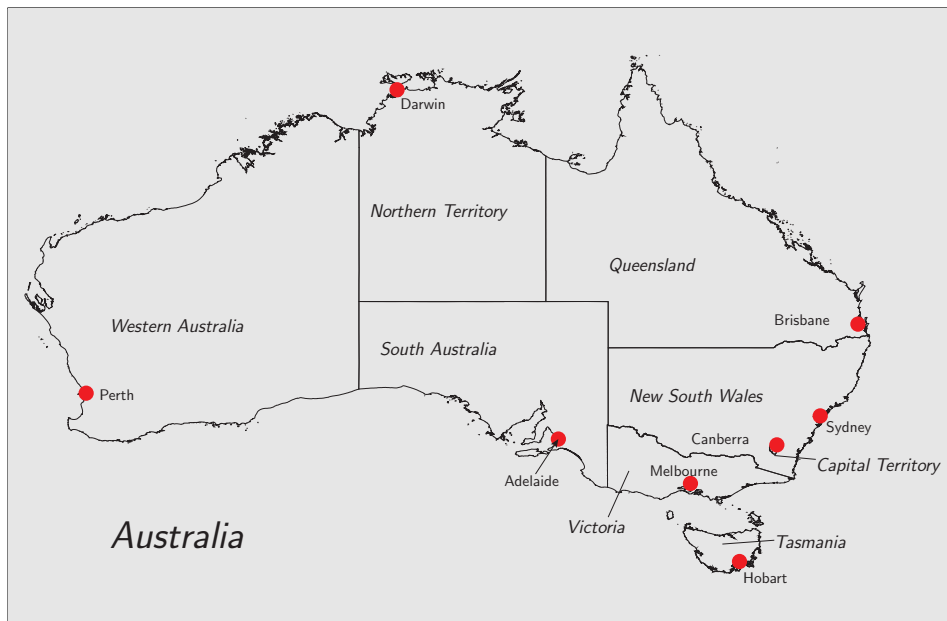 Darwin
Northern Territory
Queensland
Western Australia
Brisbane
South Australia
Perth
New South Wales
Sydney
Canberra
Capital Territory
Melbourne
Adelaide
Victoria
Australia
Tasmania
Hobart